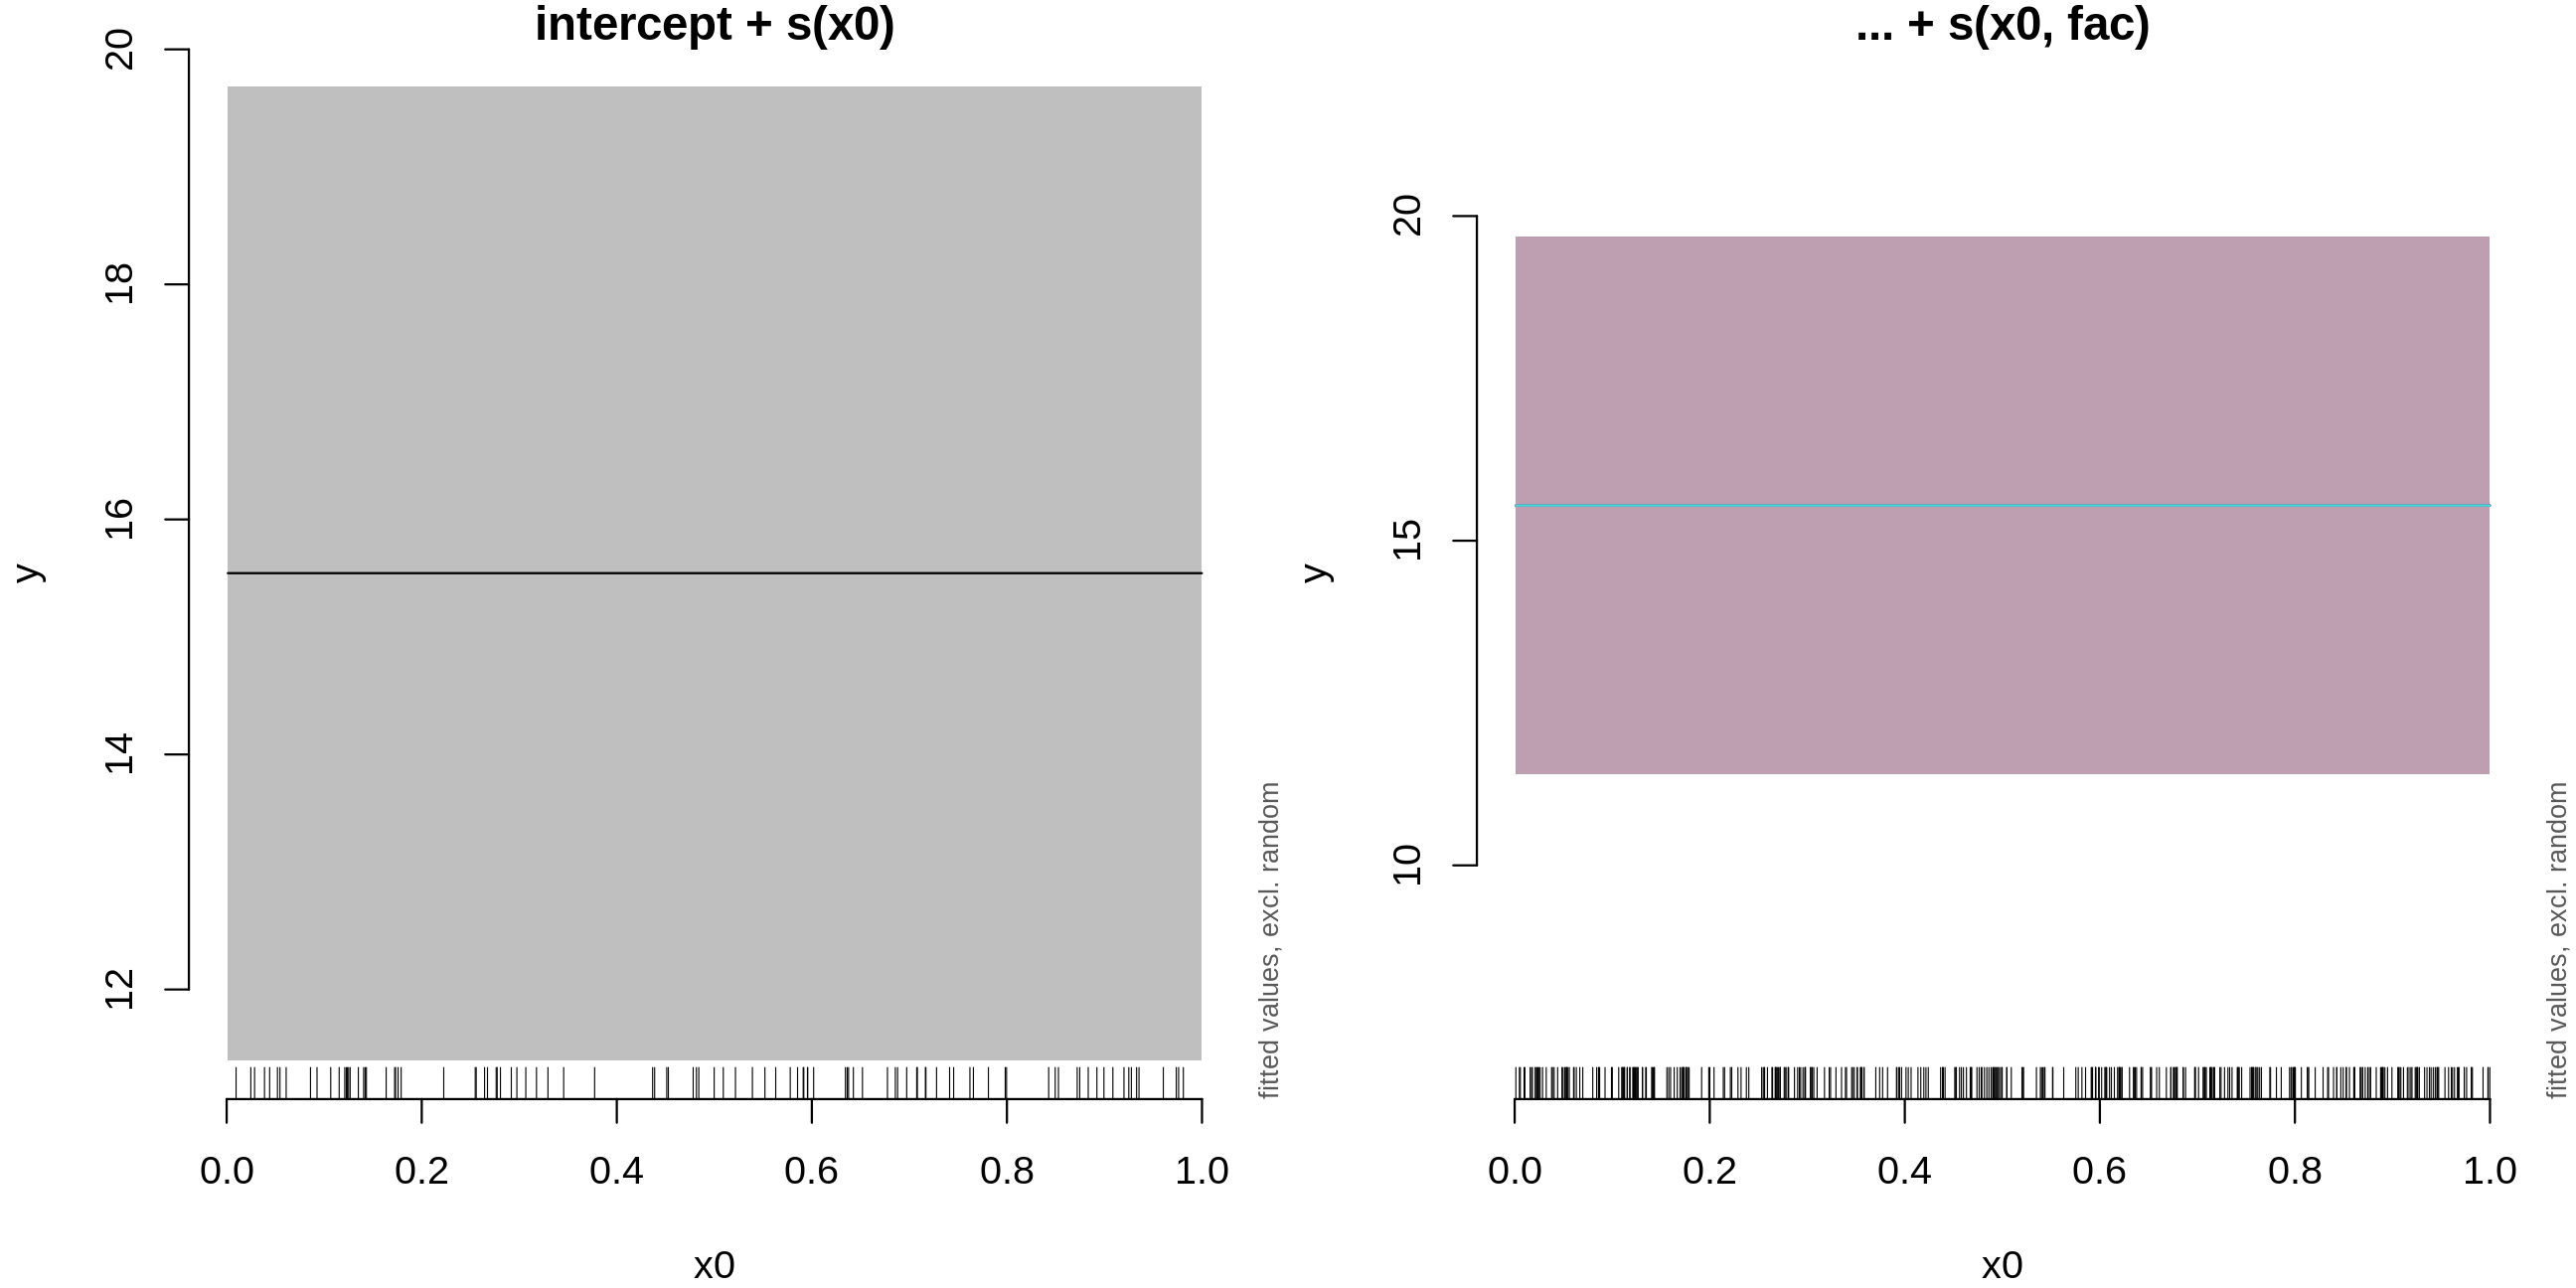 intercept + s(x0)
20
18
16
14
12
y
0.0 0.2 0.4 0.6 0.8 1.0
x0
fitted values, excl. random
... + s(x0, fac)
20
15
10
y
0.0 0.2 0.4 0.6 0.8 1.0
x0
fitted values, excl. random